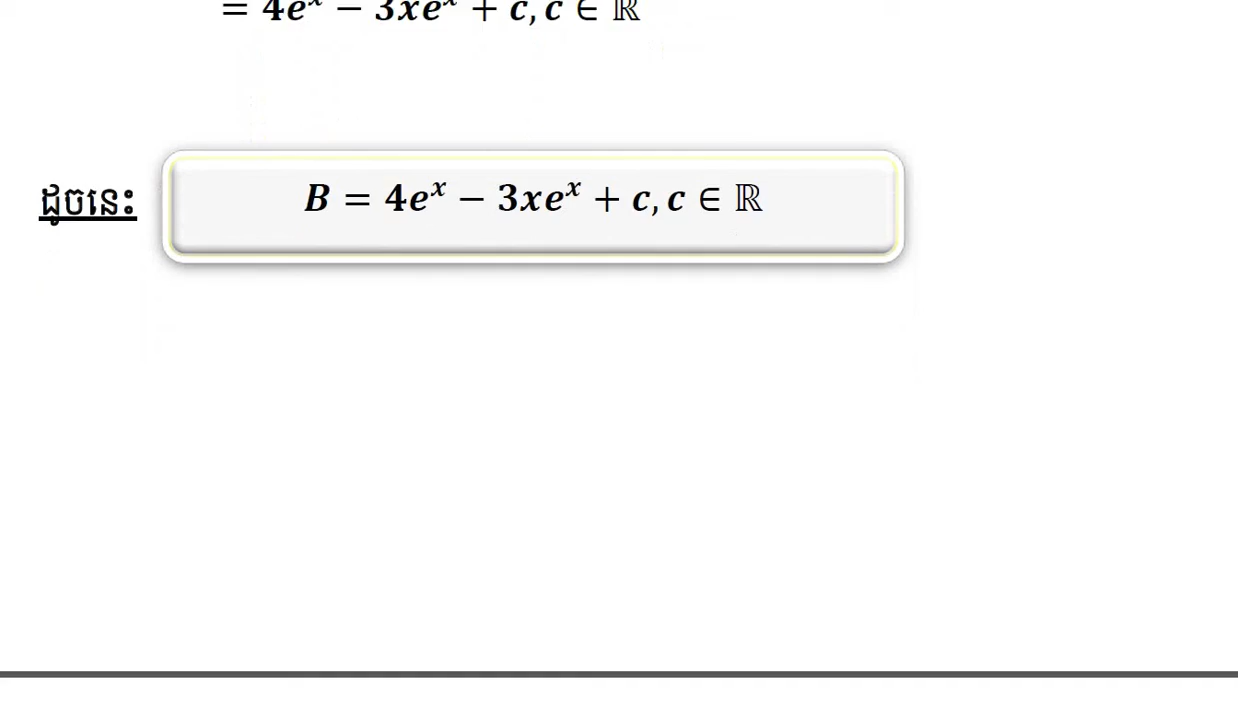 = 4eˣ − 3xeˣ + c, c ∈ ℝ
ដូចនេះ B = 4eˣ − 3xeˣ + c, c ∈ ℝ